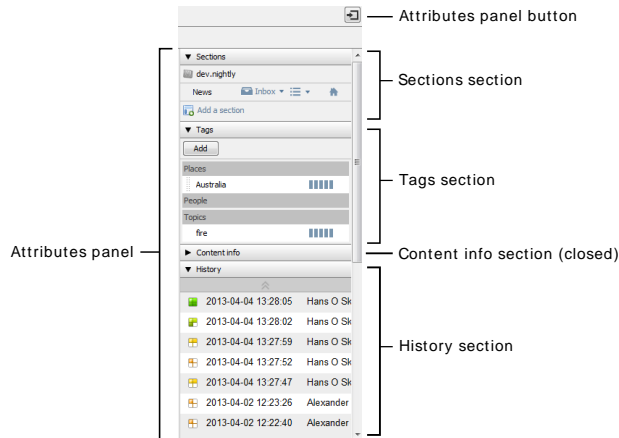 Attributes panel button
Sections
dev.nightly
News Inbox
Add a section
Sections section
Tags
Add
Places
Australia
People
Topics
fire
Tags section
Attributes panel
Content info
Content info section (closed)
History
2013-04-04 13:28:05 Hans O Sk
2013-04-04 13:28:02 Hans O Sk
2013-04-04 13:27:59 Hans O Sk
2013-04-04 13:27:52 Hans O Sk
2013-04-04 13:27:47 Hans O Sk
2013-04-02 12:23:26 Alexander
2013-04-02 12:22:40 Alexander
History section